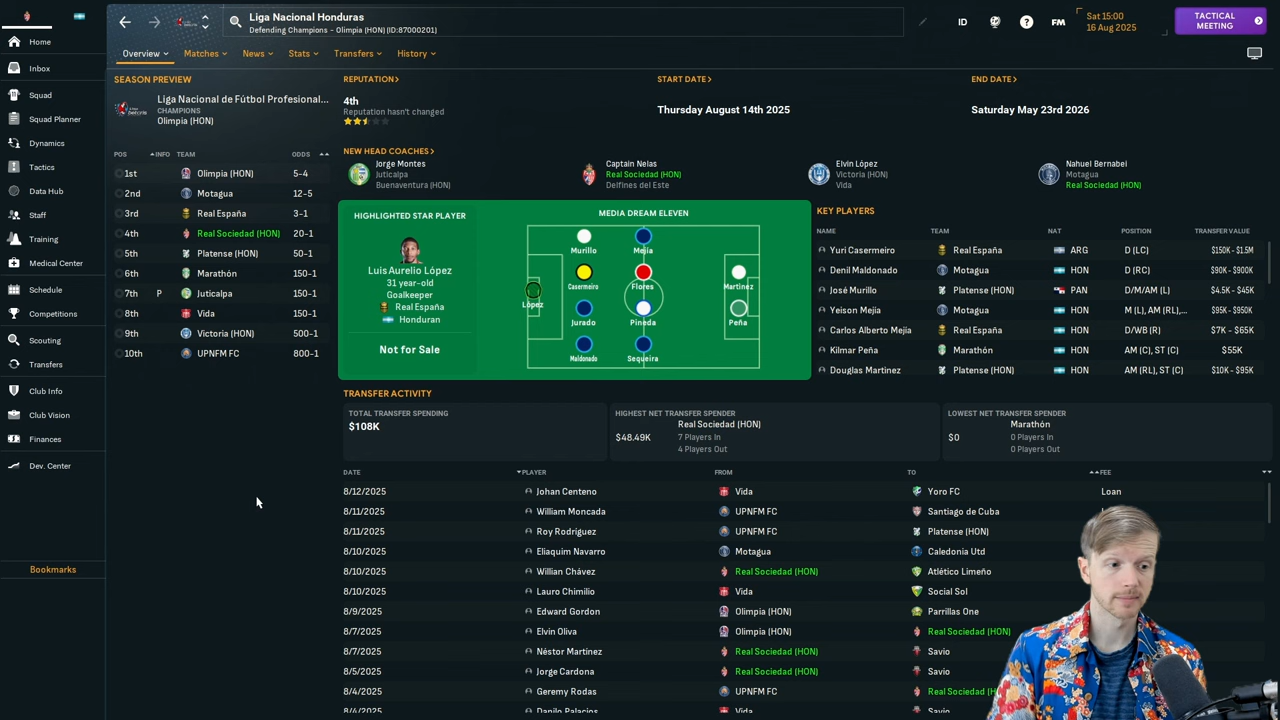 Liga Nacional Honduras
Defending Champions - Olimpia (HON) (ID:87000201)
ID
?
FM
Sat 15:00
16 Aug 2025
TACTICAL MEETING
Home
Inbox
Squad
Squad Planner
Dynamics
Tactics
Data Hub
Staff
Training
Medical Center
Schedule
Competitions
Scouting
Transfers
Club Info
Club Vision
Finances
Dev. Center
Bookmarks
Overview Matches News Stats Transfers History
SEASON PREVIEW
Liga Nacional de Fútbol Profesional...
CHAMPIONS
Olimpia (HON)
POS INFO TEAM ODDS
1st Olimpia (HON) 5-4
2nd Motagua 12-5
3rd Real España 3-1
4th Real Sociedad (HON) 20-1
5th Platense (HON) 50-1
6th Marathón 150-1
7th P Juticalpa 150-1
8th Vida 150-1
9th Victoria (HON) 500-1
10th UPNFM FC 800-1
REPUTATION>
4th
Reputation hasn't changed
START DATE>
Thursday August 14th 2025
END DATE>
Saturday May 23rd 2026
NEW HEAD COACHES>
Jorge Montes
Juticalpa
Buenaventura (HON)
Captain Nelas
Real Sociedad (HON)
Delfines del Este
Elvin López
Victoria (HON)
Vida
Nahuel Bernabei
Motagua
Real Sociedad (HON)
HIGHLIGHTED STAR PLAYER
Luis Aurelio López
31 year-old
Goalkeeper
Real España
Honduran
Not for Sale
MEDIA DREAM ELEVEN
Murillo Mejía
Casermeiro Flores Martínez
López
Jurado Pineda Peña
Maldonado Sequeira
KEY PLAYERS
NAME TEAM NAT POSITION TRANSFER VALUE
Yuri Casermeiro Real España ARG D (LC) $150K - $1.5M
Denil Maldonado Motagua HON D (RC) $90K - $900K
José Murillo Platense (HON) PAN D/M/AM (L) $4.5K - $45K
Yeison Mejía Motagua HON M (L), AM (RL),... $95K - $950K
Carlos Alberto Mejía Real España HON D/WB (R) $7K - $65K
Kilmar Peña Marathón HON AM (C), ST (C) $55K
Douglas Martínez Platense (HON) HON AM (RL), ST (C) $10K - $95K
TRANSFER ACTIVITY
TOTAL TRANSFER SPENDING
$108K
HIGHEST NET TRANSFER SPENDER
Real Sociedad (HON)
$48.49K
7 Players In
4 Players Out
LOWEST NET TRANSFER SPENDER
Marathón
$0
0 Players In
0 Players Out
DATE PLAYER FROM TO FEE
8/12/2025 Johan Centeno Vida Yoro FC Loan
8/11/2025 William Moncada UPNFM FC Santiago de Cuba
8/11/2025 Roy Rodríguez UPNFM FC Platense (HON)
8/10/2025 Eliaquim Navarro Motagua Caledonia Utd
8/10/2025 Willian Chávez Real Sociedad (HON) Atlético Limeño
8/10/2025 Lauro Chimilio Vida Social Sol
8/9/2025 Edward Gordon Olimpia (HON) Parrillas One
8/7/2025 Elvin Oliva Olimpia (HON) Real Sociedad (HON)
8/7/2025 Néstor Martínez Real Sociedad (HON) Savio
8/5/2025 Jorge Cardona Real Sociedad (HON) Savio
8/4/2025 Geremy Rodas UPNFM FC Real Sociedad
8/4/2025 Danilo Palacios Vida Savio